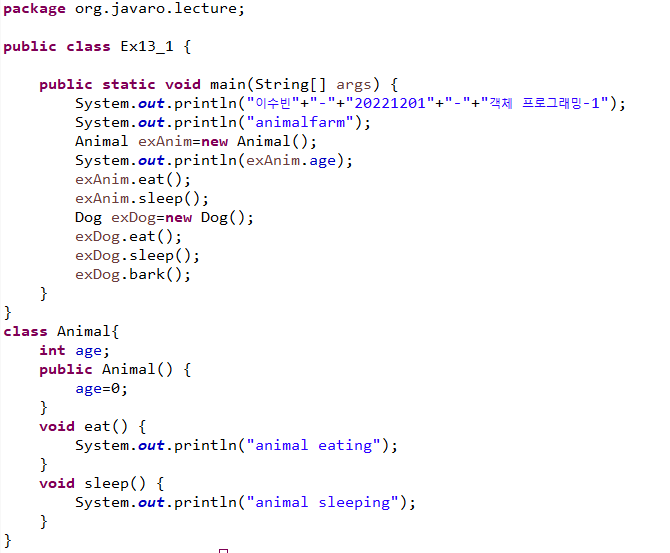 package org.javaro.lecture;
public class Ex13_1 {
public static void main(String[] args) {
System.out.println("이수빈"+"-"+"20221201"+"-"+"객체 프로그래밍-1");
System.out.println("animalfarm");
Animal exAnim=new Animal();
System.out.println(exAnim.age);
exAnim.eat();
exAnim.sleep();
Dog exDog=new Dog();
exDog.eat();
exDog.sleep();
exDog.bark();
}
}
class Animal{
int age;
public Animal() {
age=0;
}
void eat() {
System.out.println("animal eating");
}
void sleep() {
System.out.println("animal sleeping");
}
}